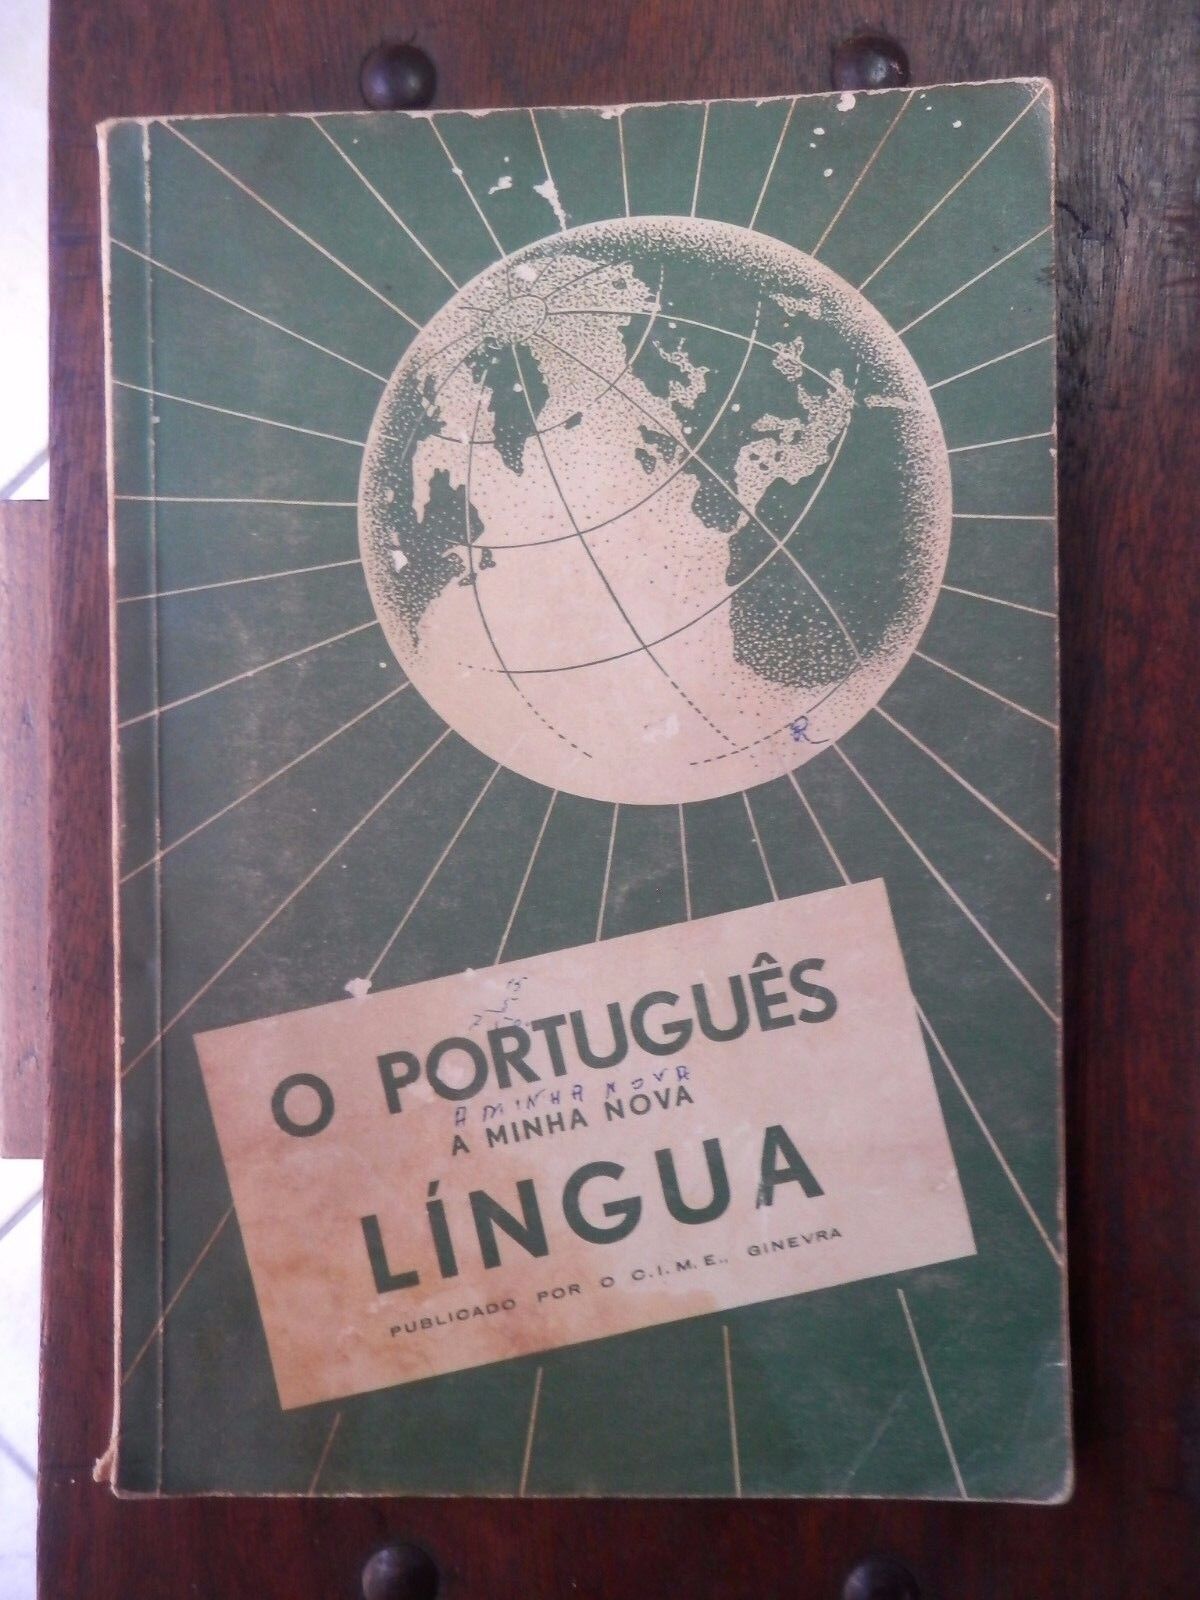 R
O PORTUGUÊS
A MINHA NOVA
A MINHA NOVA
LÍNGUA
PUBLICADO POR O C.I.M.E., GINEVRA